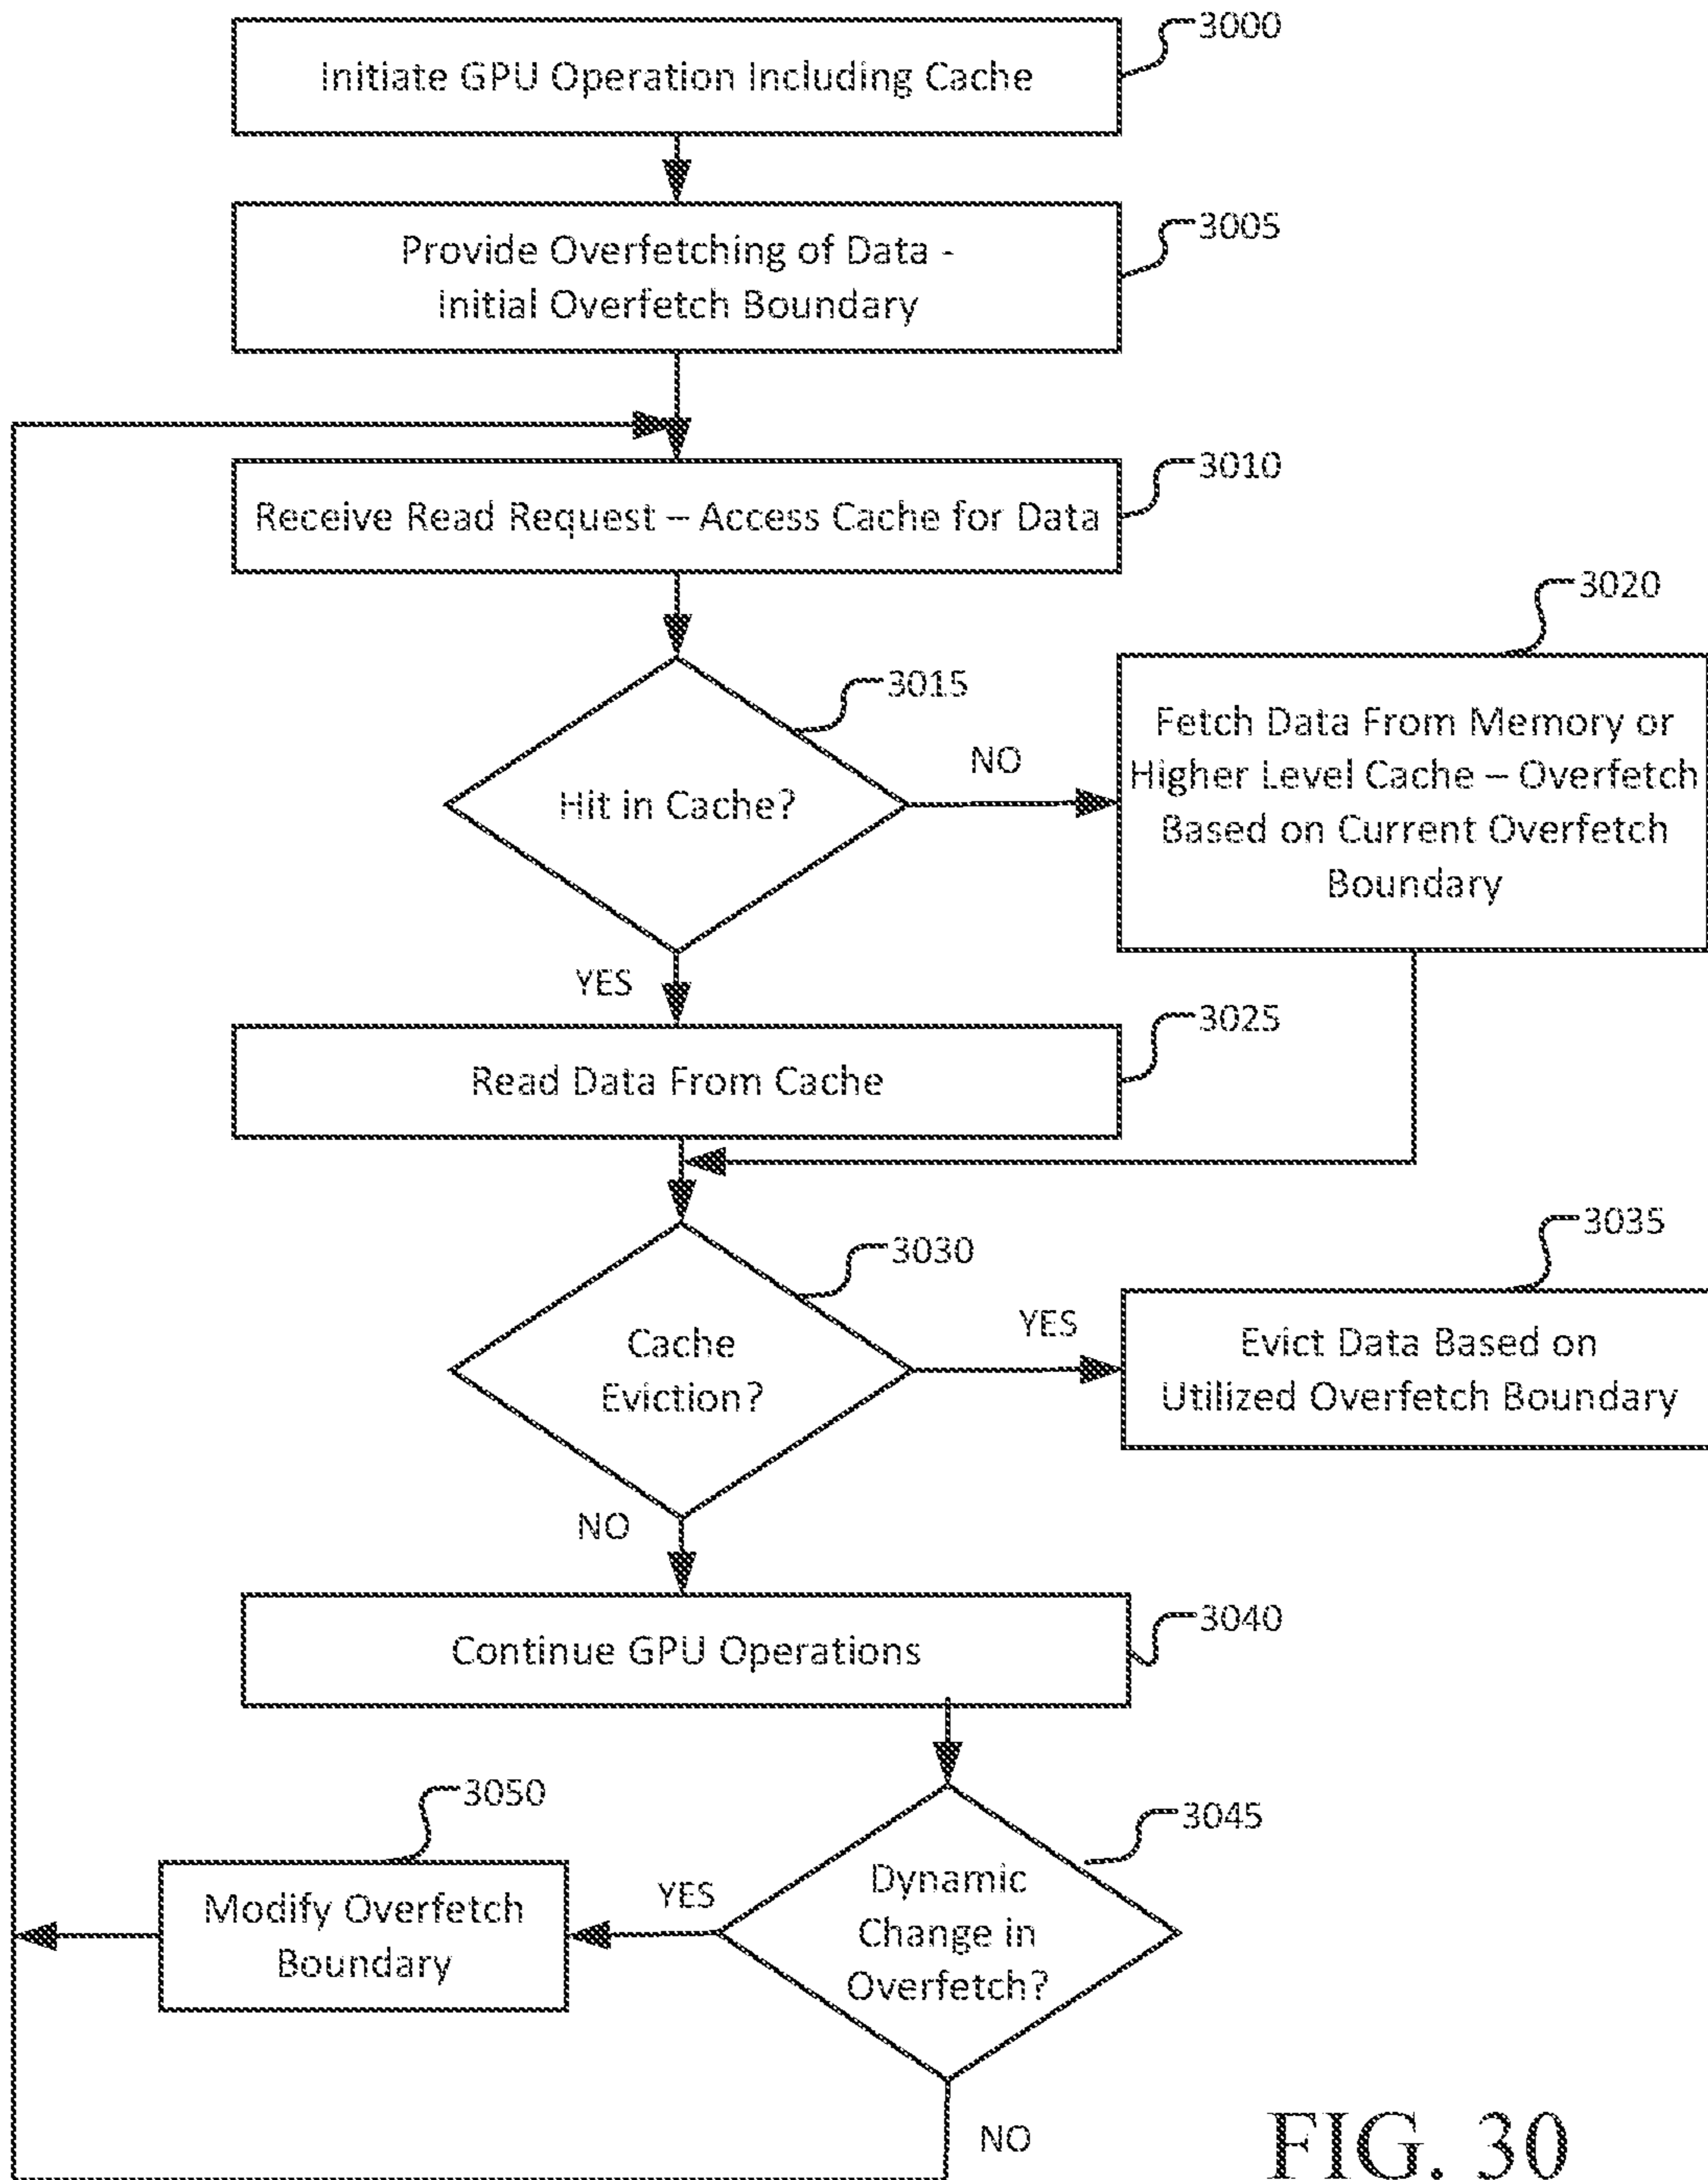 3000
Initiate GPU Operation Including Cache
3005
Provide Overfetching of Data -
Initial Overfetch Boundary
3010
Receive Read Request – Access Cache for Data
3015
Hit in Cache?
NO
3020
Fetch Data From Memory or
Higher Level Cache – Overfetch
Based on Current Overfetch
Boundary
YES
3025
Read Data From Cache
3030
Cache
Eviction?
YES
3035
Evict Data Based on
Utilized Overfetch Boundary
NO
3040
Continue GPU Operations
3045
Dynamic
Change in
Overfetch?
YES
3050
Modify Overfetch
Boundary
NO
FIG. 30